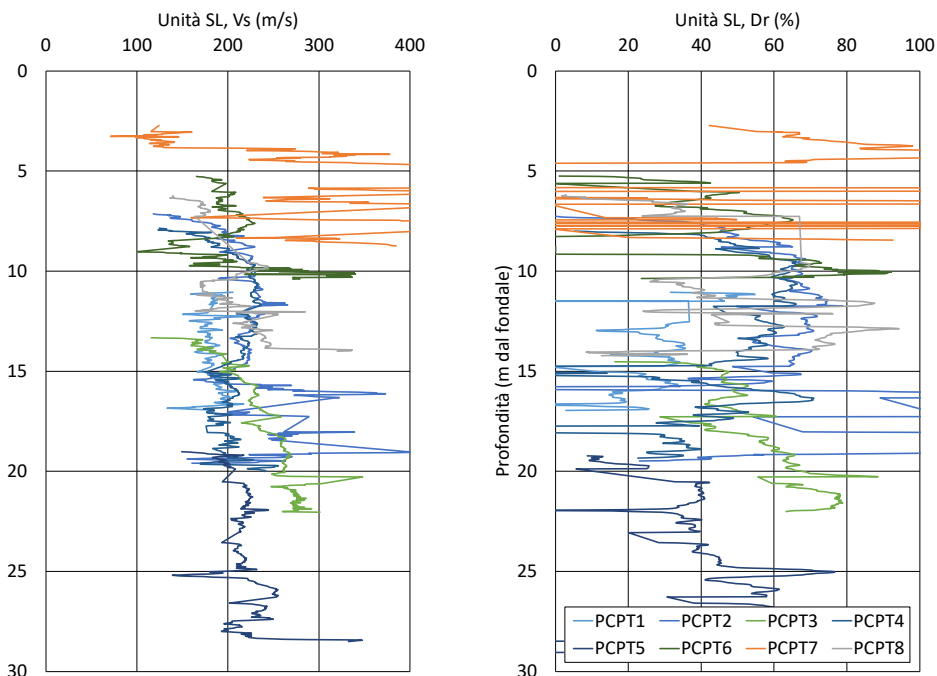 Unità SL, Vs (m/s)
0 100 200 300 400
0
5
10
15
20
25
30
Unità SL, Dr (%)
0 20 40 60 80 100
Profondità (m dal fondale)
0
5
10
15
20
25
30
PCPT1 PCPT2 PCPT3 PCPT4
PCPT5 PCPT6 PCPT7 PCPT8